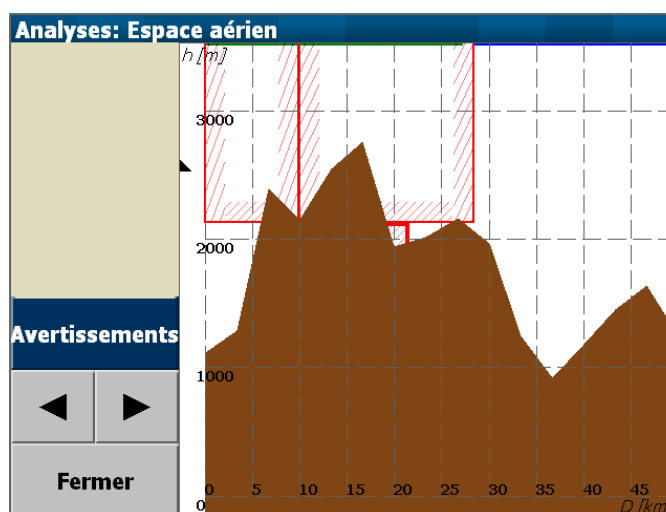 Analyses: Espace aérien
h [m]
3000
2000
1000
0
0 5 10 15 20 25 30 35 40 45
D [km
Avertissements
Fermer